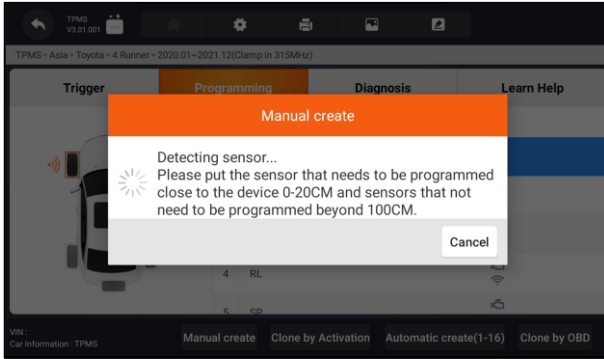 TPMS
V3.01.001
TPMS > Asia > Toyota > 4 Runner > 2020.01~2021.12(Clamp in 315MHz)
Trigger Programming Diagnosis Learn Help
Manual create
Detecting sensor...
Please put the sensor that needs to be programmed
close to the device 0-20CM and sensors that not
need to be programmed beyond 100CM.
Cancel
4 RL
5 SP
VIN :
Car Information : TPMS
Manual create Clone by Activation Automatic create(1-16) Clone by OBD